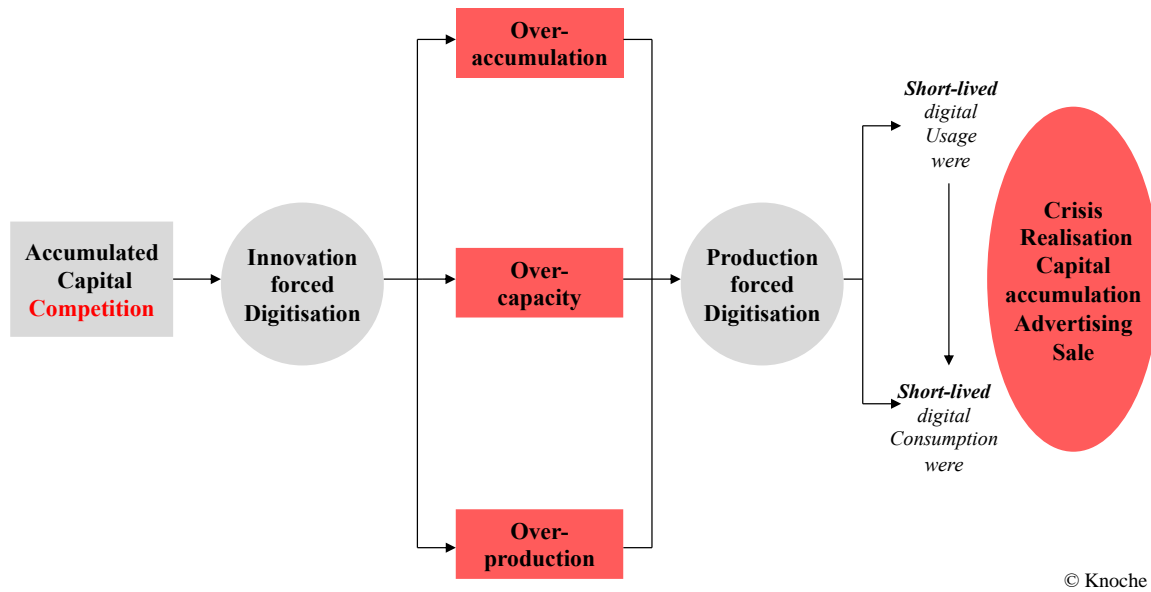 Accumulated
Capital
Competition
Innovation
forced
Digitisation
Over-
accumulation
Over-
capacity
Over-
production
Production
forced
Digitisation
Short-lived
digital
Usage
were
Short-lived
digital
Consumption
were
Crisis
Realisation
Capital
accumulation
Advertising
Sale
© Knoche